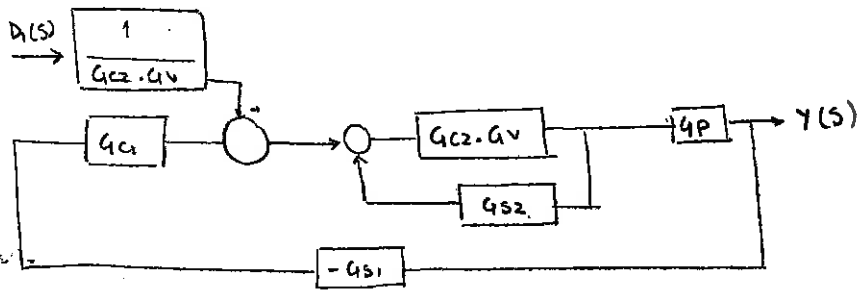 D₁(S)
1
Gc2.Gv
Gc1
Gc2.Gv
GP
Y(S)
Gs2
-Gs1